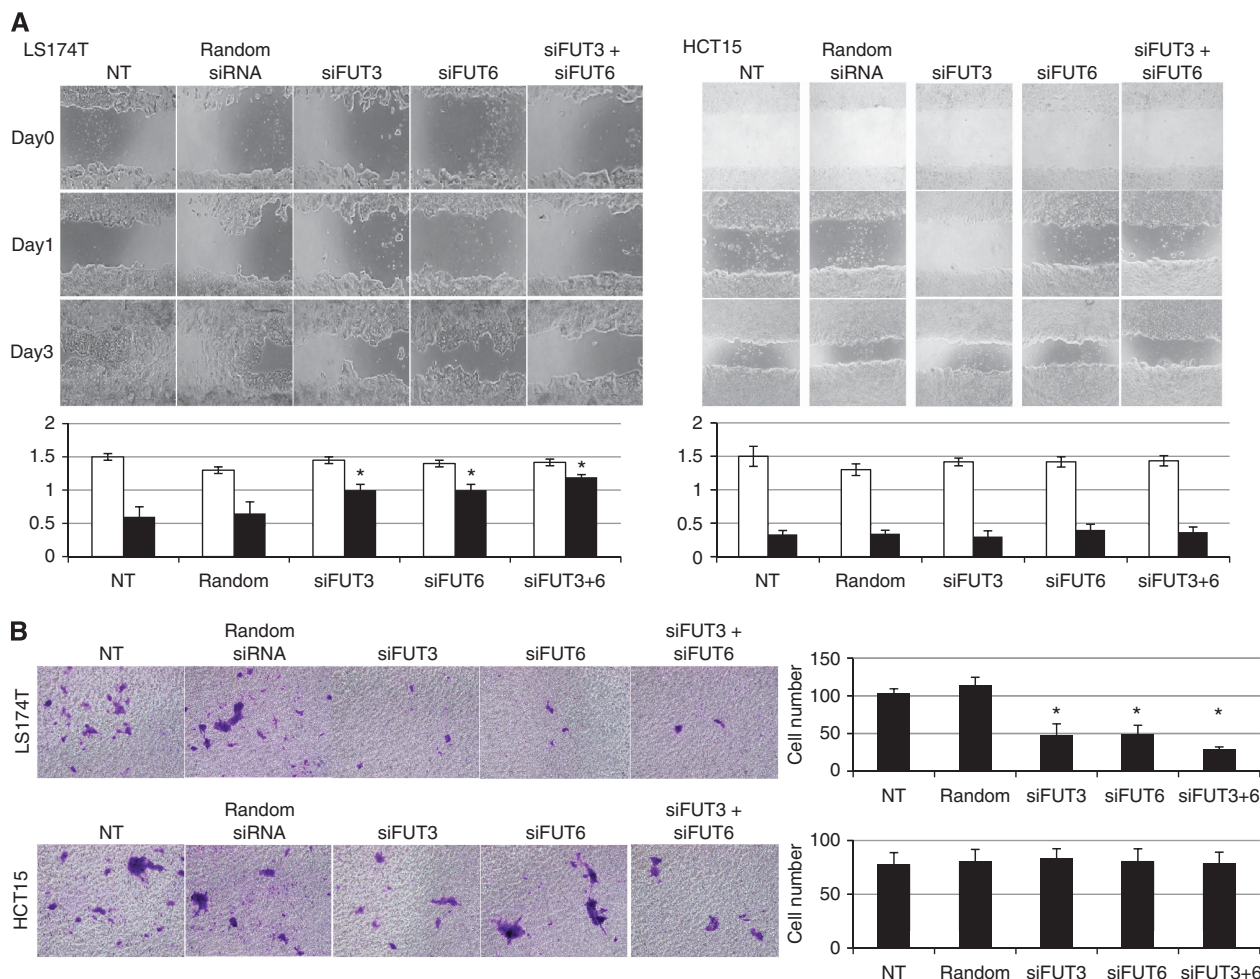 A
LS174T
NT
Random
siRNA
siFUT3
siFUT6
siFUT3 +
siFUT6
Day0
Day1
Day3
2
1.5
1
0.5
0
* * *
NT Random siFUT3 siFUT6 siFUT3+6
HCT15
NT
Random
siRNA
siFUT3
siFUT6
siFUT3 +
siFUT6
2
1.5
1
0.5
0
NT Random siFUT3 siFUT6 siFUT3+6
B
LS174T
NT
Random
siRNA
siFUT3
siFUT6
siFUT3 +
siFUT6
Cell number
150
100
50
0
* * *
NT Random siFUT3 siFUT6 siFUT3+6
HCT15
NT
Random
siRNA
siFUT3
siFUT6
siFUT3 +
siFUT6
Cell number
100
50
0
NT Random siFUT3 siFUT6 siFUT3+6